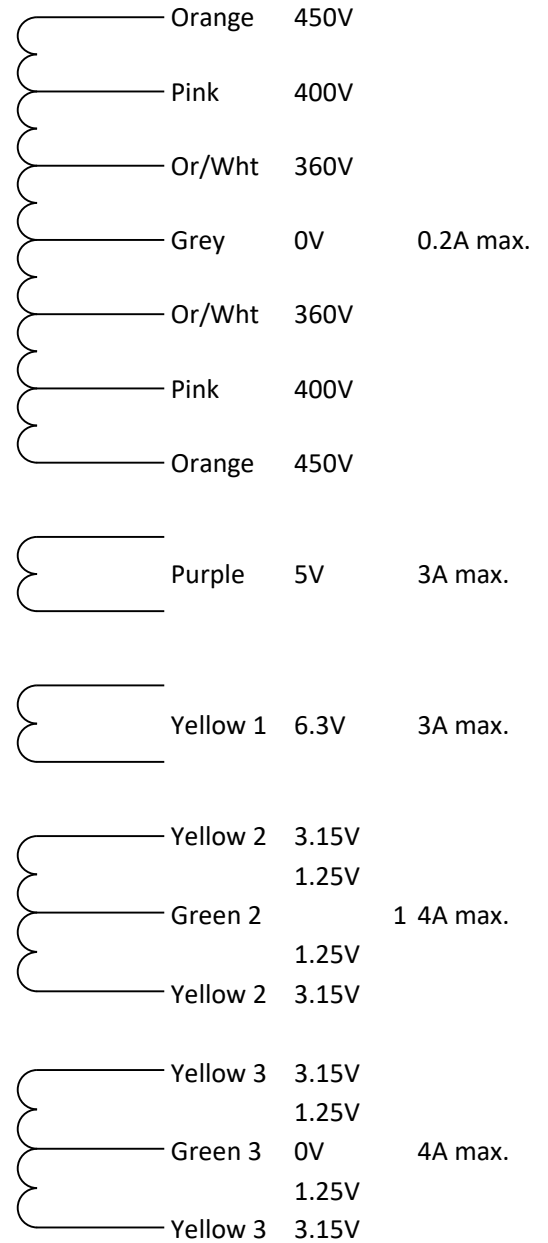 Orange 450V
Pink 400V
Or/Wht 360V
Grey 0V 0.2A max.
Or/Wht 360V
Pink 400V
Orange 450V
Purple 5V 3A max.
Yellow 1 6.3V 3A max.
Yellow 2 3.15V
1.25V
Green 2 1 4A max.
1.25V
Yellow 2 3.15V
Yellow 3 3.15V
1.25V
Green 3 0V 4A max.
1.25V
Yellow 3 3.15V